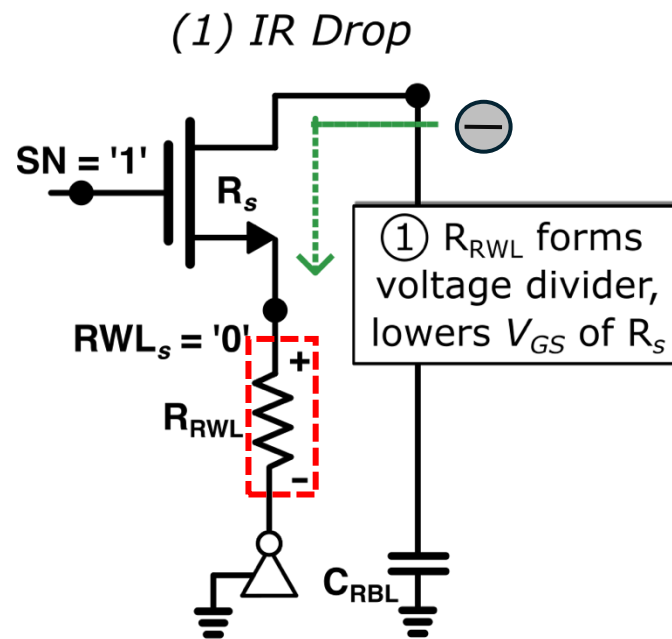 (1) IR Drop
SN = '1'
Rs
① RRWL forms
voltage divider,
lowers VGS of Rs
RWLs = '0'
+
RRWL
-
CRBL